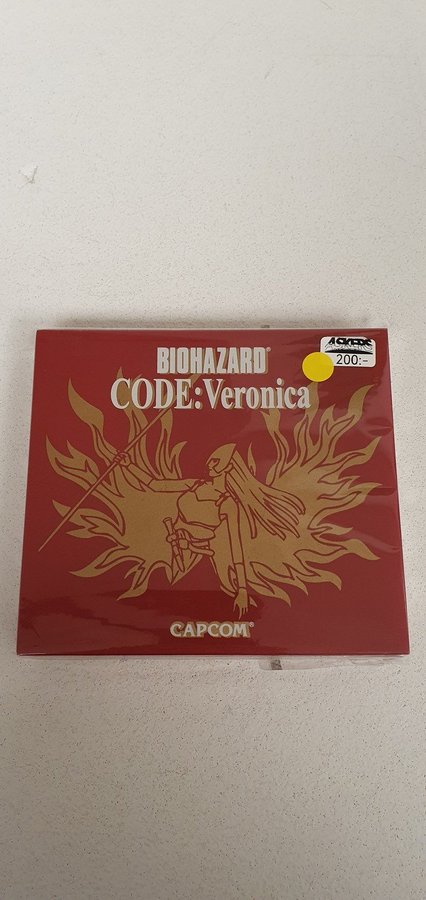 BIOHAZARD®
200:-
CODE:Veronica
CAPCOM®